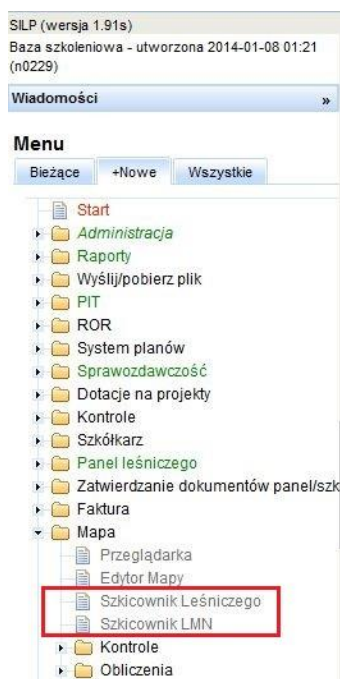 SILP (wersja 1.91s)
Baza szkoleniowa - utworzona 2014-01-08 01:21
(n0229)
Wiadomości »
Menu
Bieżące +Nowe Wszystkie
Start
Administracja
Raporty
Wyślij/pobierz plik
PIT
ROR
System planów
Sprawozdawczość
Dotacje na projekty
Kontrole
Szkółkarz
Panel leśniczego
Zatwierdzanie dokumentów panel/szk
Faktura
Mapa
Przeglądarka
Edytor Mapy
Szkicownik Leśniczego
Szkicownik LMN
Kontrole
Obliczenia